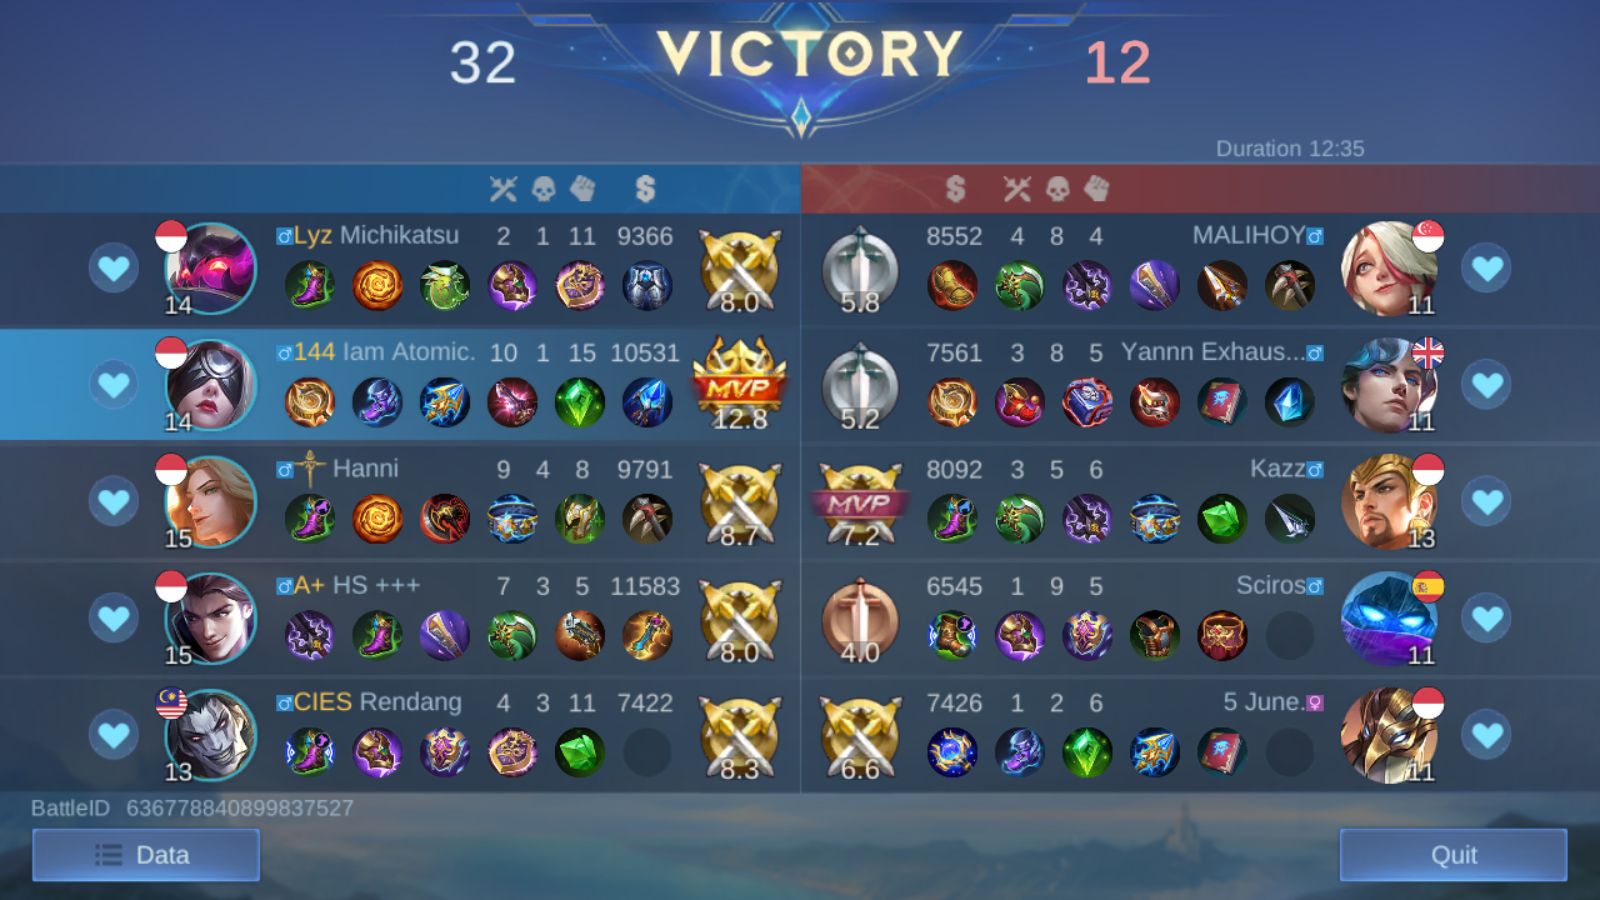 32 VICTORY 12
Duration 12:35
Lyz Michikatsu 2 1 11 9366
14 8.0
5.8 8552 4 8 4 MALIHOY
11
144 Iam Atomic. 10 1 15 10531
14 MVP 12.8
5.2 7561 3 8 5 Yannn Exhaus...
11
Hanni 9 4 8 9791
15 8.7
MVP 7.2 8092 3 5 6 Kazz
13
A+ HS +++ 7 3 5 11583
15 8.0
4.0 6545 1 9 5 Sciros
11
CIES Rendang 4 3 11 7422
13 8.3
6.6 7426 1 2 6 5 June.
11
BattleID 636778840899837527
Data Quit